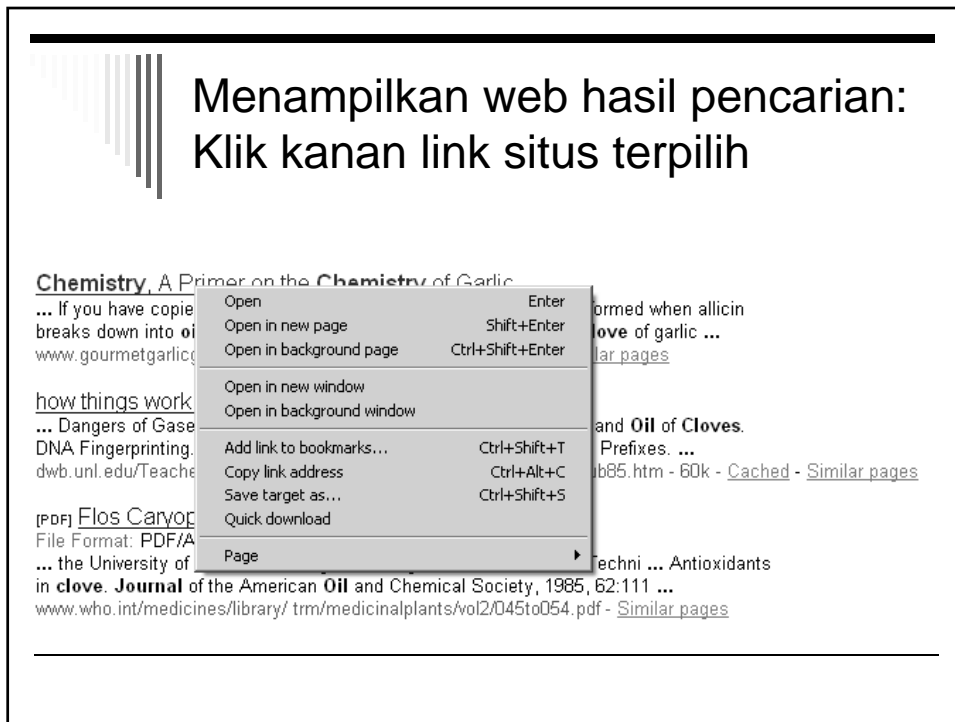 Menampilkan web hasil pencarian:
Klik kanan link situs terpilih
Chemistry, A Primer on the Chemistry of Garlic
... If you have copie ormed when allicin
breaks down into oi love of garlic ...
www.gourmetgarlicg lar pages
how things work
... Dangers of Gase and Oil of Cloves.
DNA Fingerprinting. Prefixes. ...
dwb.unl.edu/Teache ub85.htm - 60k - Cached - Similar pages
[PDF] Flos Caryop
File Format: PDF/A
... the University of Techni ... Antioxidants
in clove. Journal of the American Oil and Chemical Society, 1985, 62:111 ...
www.who.int/medicines/library/ trm/medicinalplants/vol2/045to054.pdf - Similar pages
Open Enter
Open in new page Shift+Enter
Open in background page Ctrl+Shift+Enter
Open in new window
Open in background window
Add link to bookmarks... Ctrl+Shift+T
Copy link address Ctrl+Alt+C
Save target as... Ctrl+Shift+S
Quick download
Page